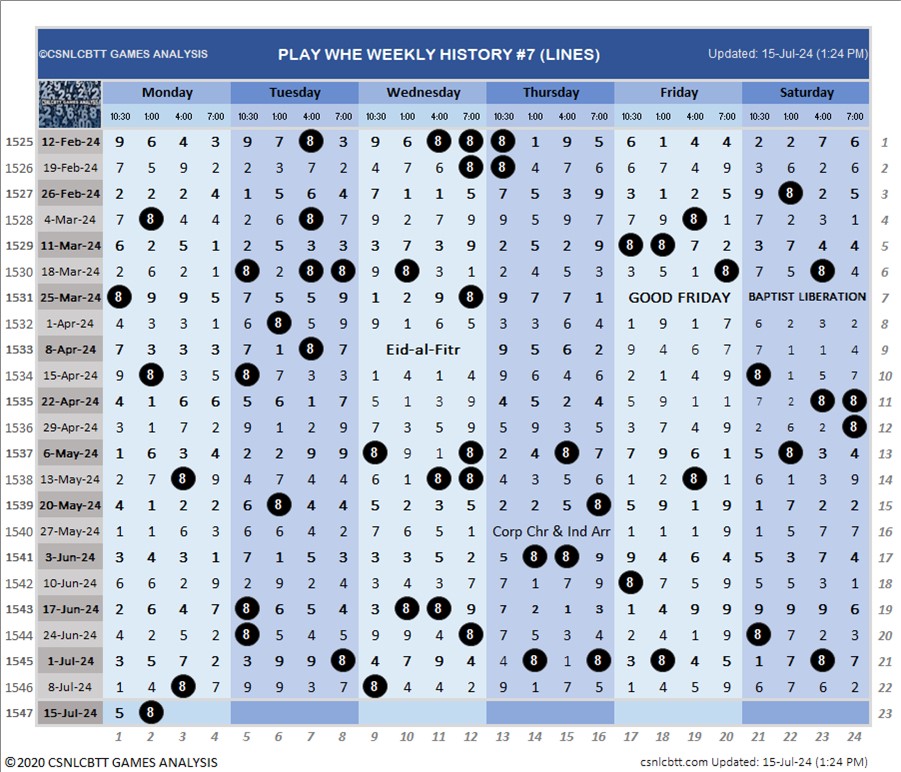 ©CSNLCBTT GAMES ANALYSIS PLAY WHE WEEKLY HISTORY #7 (LINES) Updated: 15-Jul-24 (1:24 PM)
CSNLCBTT GAMES ANALYSIS Monday Tuesday Wednesday Thursday Friday Saturday
10:30 1:00 4:00 7:00 10:30 1:00 4:00 7:00 10:30 1:00 4:00 7:00 10:30 1:00 4:00 7:00 10:30 1:00 4:00 7:00 10:30 1:00 4:00 7:00
1525 12-Feb-24 9 6 4 3 9 7 8 3 9 6 8 8 8 1 9 5 6 1 4 4 2 2 7 6 1
1526 19-Feb-24 7 5 9 2 2 3 7 2 4 7 6 8 8 4 7 6 6 7 4 9 3 6 2 6 2
1527 26-Feb-24 2 2 2 4 1 5 6 4 7 1 1 5 7 5 3 9 3 1 2 5 9 8 2 5 3
1528 4-Mar-24 7 8 4 4 2 6 8 7 9 2 7 9 9 5 9 7 7 9 8 1 7 2 3 1 4
1529 11-Mar-24 6 2 5 1 2 5 3 3 3 7 3 9 2 5 2 9 8 8 7 2 3 7 4 4 5
1530 18-Mar-24 2 6 2 1 8 2 8 8 9 8 3 1 2 4 5 3 3 5 1 8 7 5 8 4 6
1531 25-Mar-24 8 9 9 5 7 5 5 9 1 2 9 8 9 7 7 1 GOOD FRIDAY BAPTIST LIBERATION 7
1532 1-Apr-24 4 3 3 1 6 8 5 9 9 1 6 5 3 3 6 4 1 9 1 7 6 2 3 2 8
1533 8-Apr-24 7 3 3 3 7 1 8 7 Eid-al-Fitr 9 5 6 2 9 4 6 7 7 1 1 4 9
1534 15-Apr-24 9 8 3 5 8 7 3 3 1 4 1 4 9 6 4 6 2 1 4 9 8 1 5 7 10
1535 22-Apr-24 4 1 6 6 5 6 1 7 5 1 3 9 4 5 2 4 5 9 1 1 7 2 8 8 11
1536 29-Apr-24 3 1 7 2 9 1 2 9 7 3 5 9 5 9 3 5 3 7 4 9 2 6 2 8 12
1537 6-May-24 1 6 3 4 2 2 9 9 8 9 1 8 2 4 8 7 7 9 6 1 5 8 3 4 13
1538 13-May-24 2 7 8 9 4 7 4 4 6 1 8 8 4 3 5 6 1 2 8 1 6 1 3 9 14
1539 20-May-24 4 1 2 2 6 8 4 4 5 2 3 5 2 2 5 8 5 9 1 9 1 7 2 2 15
1540 27-May-24 1 1 6 3 6 6 4 2 7 6 5 1 Corp Chr & Ind Arr 1 1 9 9 1 5 7 7 16
1541 3-Jun-24 3 4 3 1 7 1 5 3 3 3 5 2 5 8 8 9 9 4 6 4 5 3 7 4 17
1542 10-Jun-24 6 6 2 9 2 9 2 4 3 4 3 7 7 1 7 9 8 7 5 9 5 5 3 1 18
1543 17-Jun-24 2 6 4 7 8 6 5 4 3 8 8 9 7 2 1 3 1 4 9 9 9 9 9 6 19
1544 24-Jun-24 4 2 5 2 8 5 4 5 9 9 4 8 7 5 3 4 2 4 1 9 8 7 2 3 20
1545 1-Jul-24 3 5 7 2 3 9 9 8 4 7 9 4 4 8 1 8 3 8 4 5 1 7 8 7 21
1546 8-Jul-24 1 4 8 7 9 9 3 7 8 4 4 2 9 1 7 5 1 4 5 9 6 7 6 2 22
1547 15-Jul-24 5 8 23
1 2 3 4 5 6 7 8 9 10 11 12 13 14 15 16 17 18 19 20 21 22 23 24
©2020 CSNLCBTT GAMES ANALYSIS csnlcbtt.com Updated: 15-Jul-24 (1:24 PM)